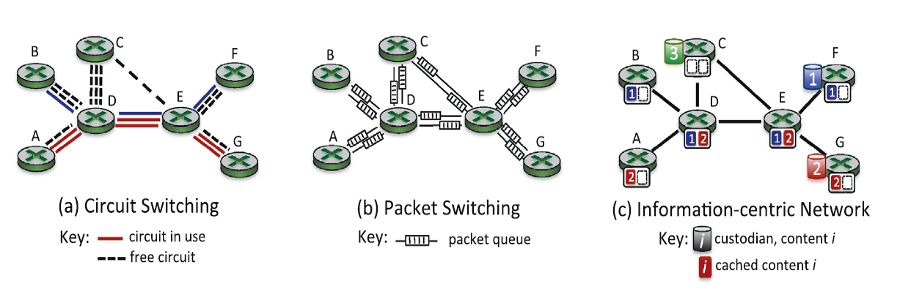 B
C
F
D
E
A
G
(a) Circuit Switching
Key: circuit in use
free circuit
C
B
F
D
E
A
G
(b) Packet Switching
Key: packet queue
3
C
B
F
1
1
1
D
E
A
1 2
1 2
G
2
2
2
(c) Information-centric Network
Key: i custodian, content i
i cached content i